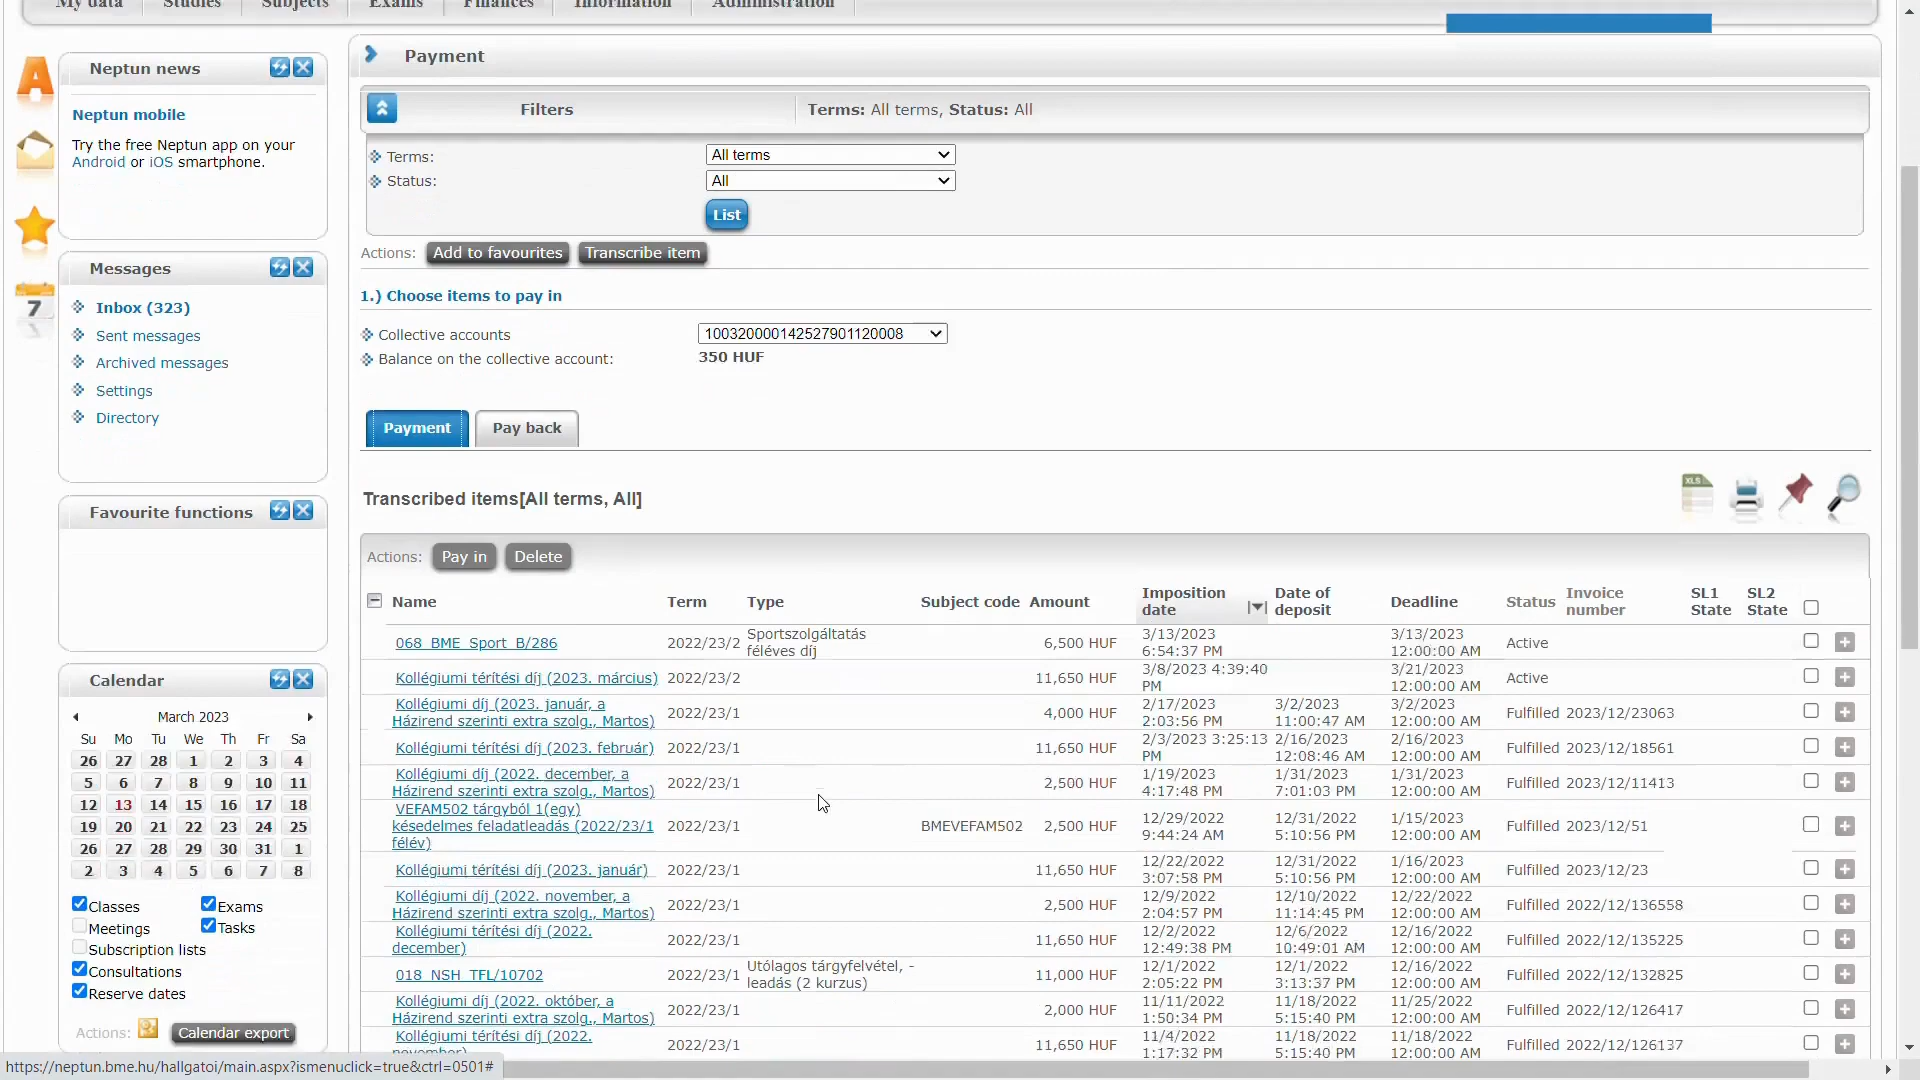 My data Studies Subjects Exams Finances Information Administration
Neptun news
Neptun mobile
Try the free Neptun app on your
Android or iOS smartphone.
Messages
Inbox (323)
Sent messages
Archived messages
Settings
Directory
7
Favourite functions
Calendar
March 2023
Su Mo Tu We Th Fr Sa
26 27 28 1 2 3 4
5 6 7 8 9 10 11
12 13 14 15 16 17 18
19 20 21 22 23 24 25
26 27 28 29 30 31 1
2 3 4 5 6 7 8
Classes Exams
Meetings Tasks
Subscription lists
Consultations
Reserve dates
Actions: Calendar export
Payment
Filters Terms: All terms, Status: All
Terms: All terms
Status: All
List
Actions: Add to favourites Transcribe item
1.) Choose items to pay in
Collective accounts 100320000142527901120008
Balance on the collective account: 350 HUF
Payment Pay back
Transcribed items[All terms, All]
XLS
Actions: Pay in Delete
Name Term Type Subject code Amount Imposition date Date of deposit Deadline Status Invoice number SL1 State SL2 State
068_BME_Sport_B/286 2022/23/2 Sportszolgáltatás féléves díj 6,500 HUF 3/13/2023 6:54:37 PM 3/13/2023 12:00:00 AM Active
Kollégiumi térítési díj (2023. március) 2022/23/2 11,650 HUF 3/8/2023 4:39:40 PM 3/21/2023 12:00:00 AM Active
Kollégiumi díj (2023. január, a Házirend szerinti extra szolg., Martos) 2022/23/1 4,000 HUF 2/17/2023 2:03:56 PM 3/2/2023 11:00:47 AM 3/2/2023 12:00:00 AM Fulfilled 2023/12/23063
Kollégiumi térítési díj (2023. február) 2022/23/1 11,650 HUF 2/3/2023 3:25:13 PM 2/16/2023 12:08:46 AM 2/16/2023 12:00:00 AM Fulfilled 2023/12/18561
Kollégiumi díj (2022. december, a Házirend szerinti extra szolg., Martos) 2022/23/1 2,500 HUF 1/19/2023 4:17:48 PM 1/31/2023 7:01:03 PM 1/31/2023 12:00:00 AM Fulfilled 2023/12/11413
VEFAM502 tárgyból 1(egy) késedelmes feladatleadás (2022/23/1 félév) 2022/23/1 BMEVEFAM502 2,500 HUF 12/29/2022 9:44:24 AM 12/31/2022 5:10:56 PM 1/15/2023 12:00:00 AM Fulfilled 2023/12/51
Kollégiumi térítési díj (2023. január) 2022/23/1 11,650 HUF 12/22/2022 3:07:58 PM 12/31/2022 5:10:56 PM 1/16/2023 12:00:00 AM Fulfilled 2023/12/23
Kollégiumi díj (2022. november, a Házirend szerinti extra szolg., Martos) 2022/23/1 2,500 HUF 12/9/2022 2:04:57 PM 12/10/2022 11:14:45 PM 12/22/2022 12:00:00 AM Fulfilled 2022/12/136558
Kollégiumi térítési díj (2022. december) 2022/23/1 11,650 HUF 12/2/2022 12:49:38 PM 12/6/2022 10:49:01 AM 12/16/2022 12:00:00 AM Fulfilled 2022/12/135225
018_NSH_TFL/10702 2022/23/1 Utólagos tárgyfelvétel, -leadás (2 kurzus) 11,000 HUF 12/1/2022 2:05:22 PM 12/1/2022 3:13:37 PM 12/16/2022 12:00:00 AM Fulfilled 2022/12/132825
Kollégiumi díj (2022. október, a Házirend szerinti extra szolg., Martos) 2022/23/1 2,000 HUF 11/11/2022 1:50:34 PM 11/18/2022 5:15:40 PM 11/25/2022 12:00:00 AM Fulfilled 2022/12/126417
Kollégiumi térítési díj (2022. november) 2022/23/1 11,650 HUF 11/4/2022 1:17:32 PM 11/18/2022 5:15:40 PM 11/18/2022 12:00:00 AM Fulfilled 2022/12/126137
https://neptun.bme.hu/hallgatoi/main.aspx?ismenuclick=true&ctrl=0501#